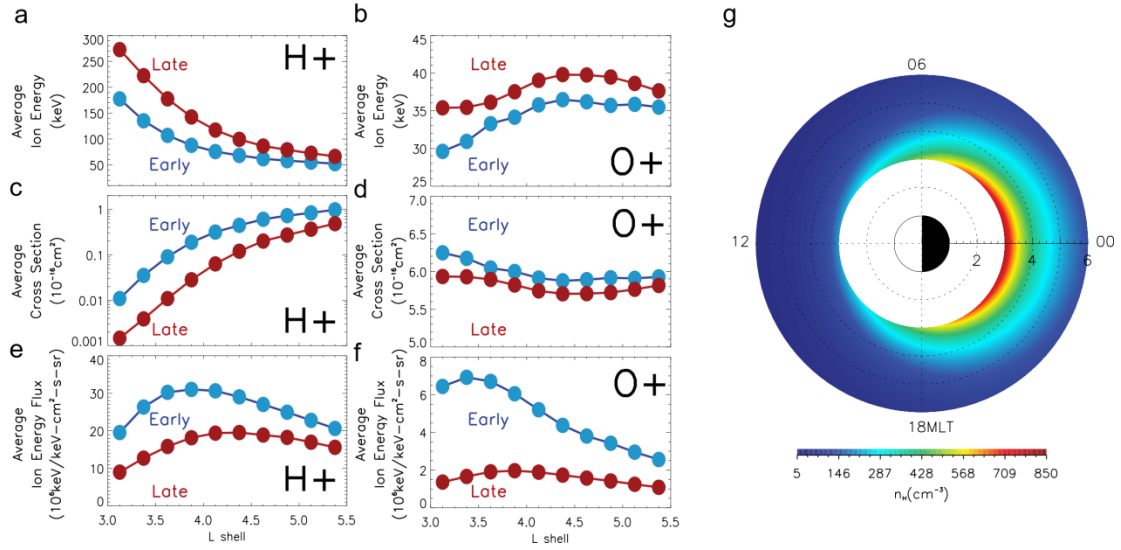 a
b
g
300
250
200
150
100
50
Average
Ion Energy
(keV)
Late
Early
H+
45
40
35
30
25
Average
Ion Energy
(keV)
Late
Early
O+
c
d
1
0.1
0.01
0.001
Average
Cross Section
(10⁻¹⁶cm²)
Early
Late
H+
7.0
6.5
6.0
5.5
5.0
Average
Cross Section
(10⁻¹⁶cm²)
Early
Late
O+
e
f
40
30
20
10
0
Average
Ion Energy Flux
(10⁶keV/keV-cm²-s-sr)
Early
Late
H+
8
6
4
2
0
Average
Ion Energy Flux
(10⁶keV/keV-cm²-s-sr)
Early
Late
O+
3.0 3.5 4.0 4.5 5.0 5.5
L shell
3.0 3.5 4.0 4.5 5.0 5.5
L shell
06
12
00
2 4 6
18MLT
5 146 287 428 568 709 850
n_H(cm⁻³)